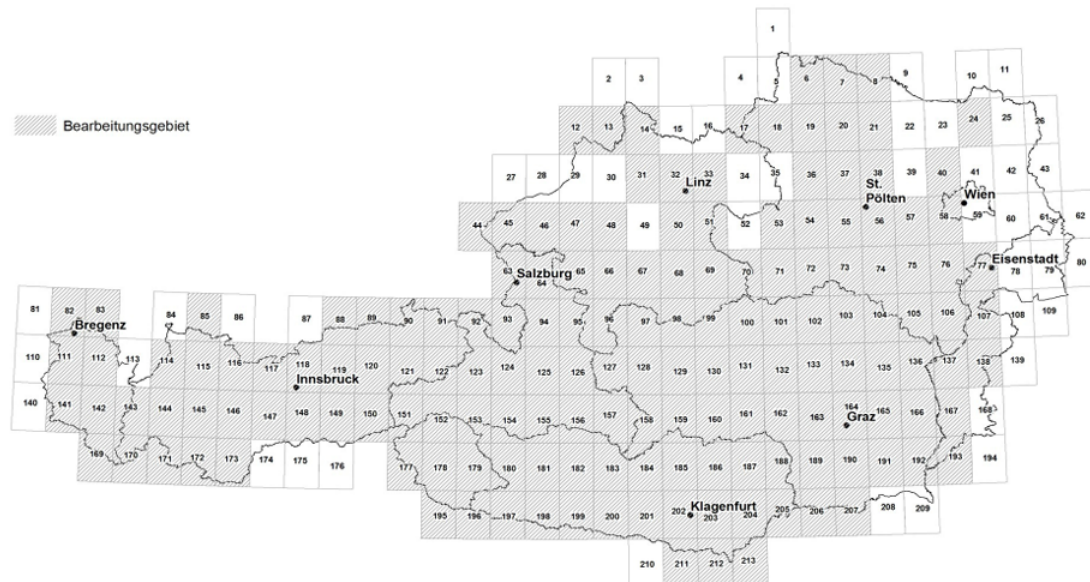 1
2 3 4 5 6 7 8 9 10 11
Bearbeitungsgebiet
12 13 14 15 16 17 18 19 20 21 22 23 24 25 26
27 28 29 30 31 32 33 34 35 36 37 38 39 40 41 42 43
Linz
St.
Pölten
Wien
44 45 46 47 48 49 50 51 52 53 54 55 56 57 58 59 60 61 62
Eisenstadt
63 64 65 66 67 68 69 70 71 72 73 74 75 76 77 78 79 80
Salzburg
81 82 83 84 85 86 87 88 89 90 91 92 93 94 95 96 97 98 99 100 101 102 103 104 105 106 107 108 109
Bregenz
110 111 112 113 114 115 116 117 118 119 120 121 122 123 124 125 126 127 128 129 130 131 132 133 134 135 136 137 138 139
Innsbruck
140 141 142 143 144 145 146 147 148 149 150 151 152 153 154 155 156 157 158 159 160 161 162 163 164 165 166 167 168
Graz
169 170 171 172 173 174 175 176 177 178 179 180 181 182 183 184 185 186 187 188 189 190 191 192 193 194
195 196 197 198 199 200 201 202 203 204 205 206 207 208 209
Klagenfurt
210 211 212 213